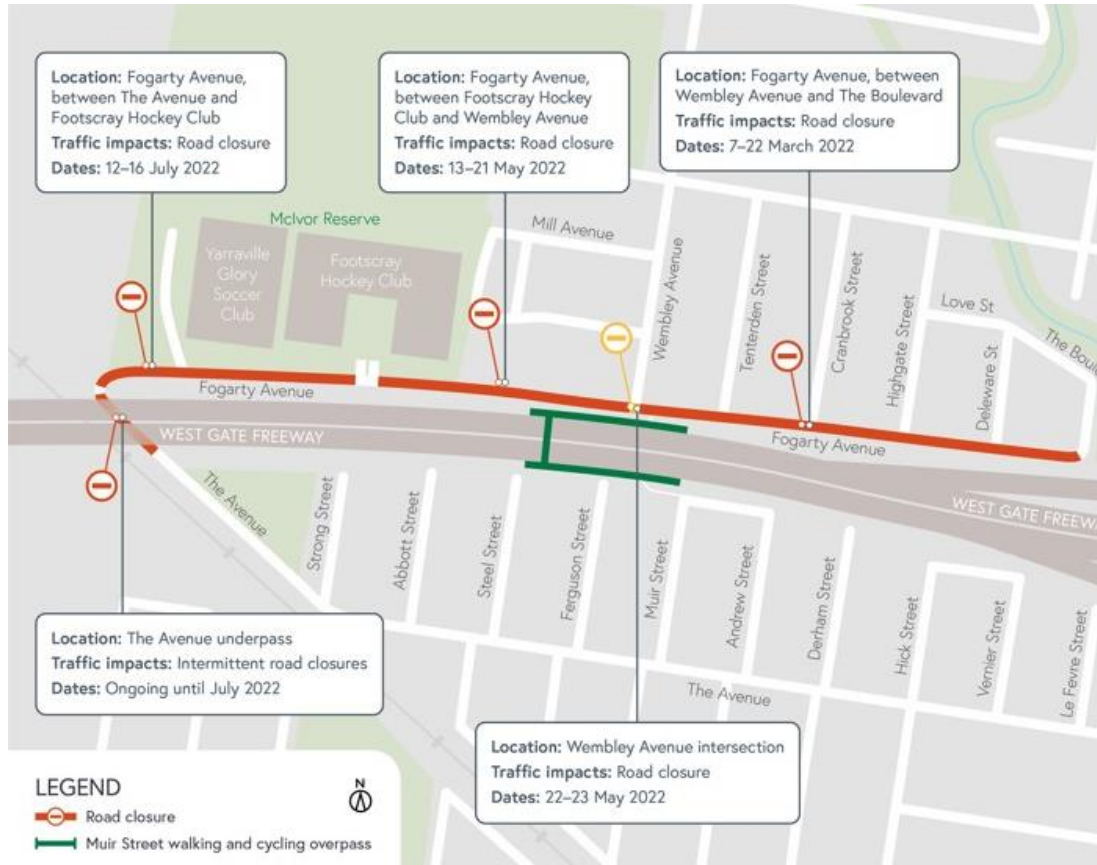 Location: Fogarty Avenue,
between The Avenue and
Footscray Hockey Club
Traffic impacts: Road closure
Dates: 12–16 July 2022
Location: Fogarty Avenue,
between Footscray Hockey
Club and Wembley Avenue
Traffic impacts: Road closure
Dates: 13–21 May 2022
Location: Fogarty Avenue, between
Wembley Avenue and The Boulevard
Traffic impacts: Road closure
Dates: 7–22 March 2022
McIvor Reserve
Yarraville
Glory
Soccer
Club
Footscray
Hockey Club
Mill Avenue
Wembley Avenue
Tenterden Street
Cranbrook Street
Highgate Street
Love St
Deleware St
The Boul
Fogarty Avenue
WEST GATE FREEWAY
Fogarty Avenue
WEST GATE FREEWA
The Avenue
Strong Street
Abbott Street
Steel Street
Ferguson Street
Muir Street
Andrew Street
Derham Street
Hick Street
Vernier Street
Le Fevre Street
The Avenue
Location: The Avenue underpass
Traffic impacts: Intermittent road closures
Dates: Ongoing until July 2022
Location: Wembley Avenue intersection
Traffic impacts: Road closure
Dates: 22–23 May 2022
LEGEND
N
Road closure
Muir Street walking and cycling overpass